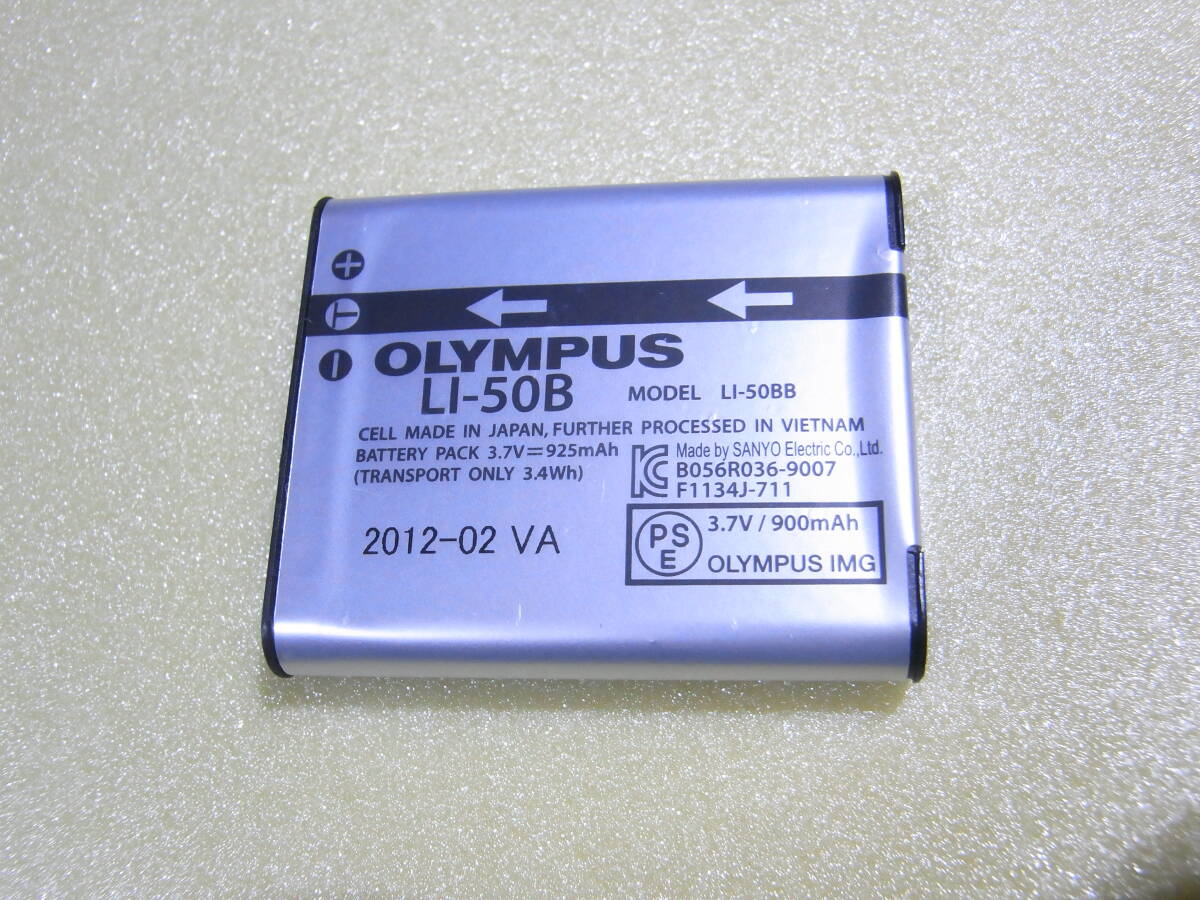 OLYMPUS
LI-50B MODEL LI-50BB
CELL MADE IN JAPAN, FURTHER PROCESSED IN VIETNAM
BATTERY PACK 3.7V⎓925mAh
(TRANSPORT ONLY 3.4Wh)
Made by SANYO Electric Co.,Ltd.
B056R036-9007
F1134J-711
2012-02 VA
PS
E
3.7V / 900mAh
OLYMPUS IMG
+
T
-
KC